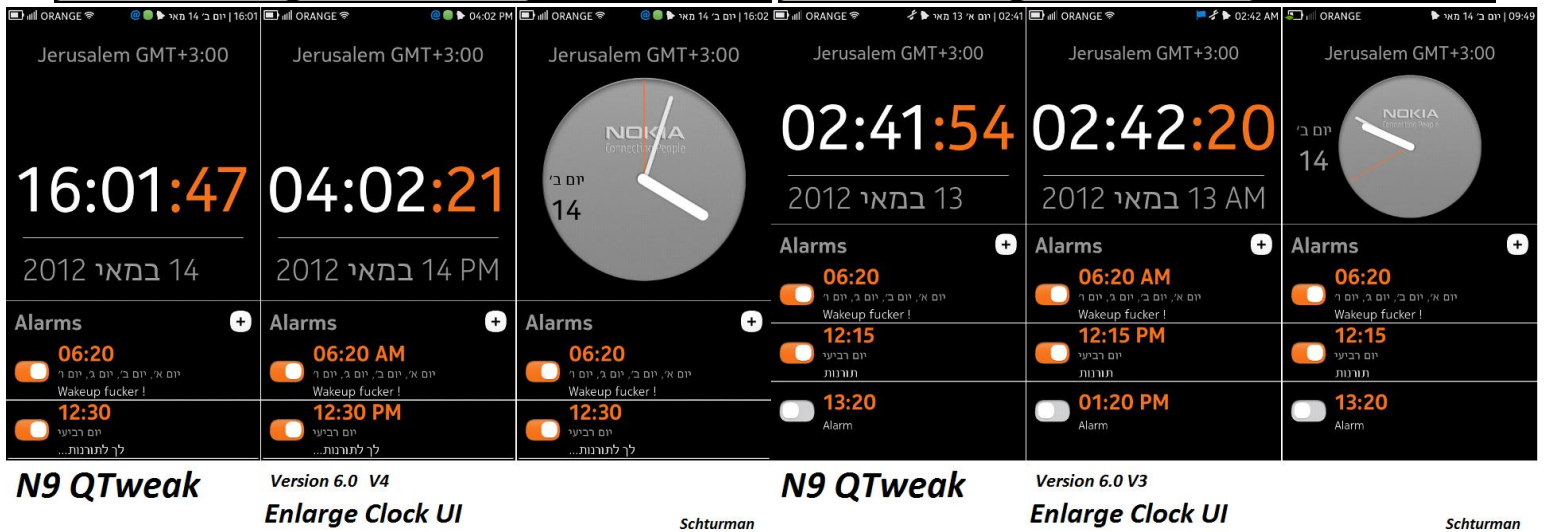 ORANGE יום ב׳ 14 מאי | 16:01
Jerusalem GMT+3:00
16:01:47
14 במאי 2012
Alarms
06:20
יום א׳, יום ב׳, יום ג׳, יום ו׳
Wakeup fucker !
12:30
יום רביעי
לך לתורנות...
ORANGE 04:02 PM
Jerusalem GMT+3:00
04:02:21
14 במאי 2012 PM
Alarms
06:20 AM
יום א׳, יום ב׳, יום ג׳, יום ו׳
Wakeup fucker !
12:30 PM
יום רביעי
לך לתורנות...
ORANGE יום ב׳ 14 מאי | 16:02
Jerusalem GMT+3:00
NOKIA
Connecting People
יום ב׳
14
Alarms
06:20
יום א׳, יום ב׳, יום ג׳, יום ו׳
Wakeup fucker !
12:30
יום רביעי
לך לתורנות...
N9 QTweak
Version 6.0 V4
Enlarge Clock UI
Schturman
ORANGE יום א׳ 13 מאי | 02:41
Jerusalem GMT+3:00
02:41:54
13 במאי 2012
Alarms
06:20
יום א׳, יום ב׳, יום ג׳, יום ו׳
Wakeup fucker !
12:15
יום רביעי
תורנות
13:20
Alarm
ORANGE 02:42 AM
Jerusalem GMT+3:00
02:42:20
13 במאי 2012 AM
Alarms
06:20 AM
יום א׳, יום ב׳, יום ג׳, יום ו׳
Wakeup fucker !
12:15 PM
יום רביעי
תורנות
01:20 PM
Alarm
ORANGE יום ב׳ 14 מאי | 09:49
Jerusalem GMT+3:00
NOKIA
Connecting People
יום ב׳
14
Alarms
06:20
יום א׳, יום ב׳, יום ג׳, יום ו׳
Wakeup fucker !
12:15
יום רביעי
תורנות
13:20
Alarm
N9 QTweak
Version 6.0 V3
Enlarge Clock UI
Schturman